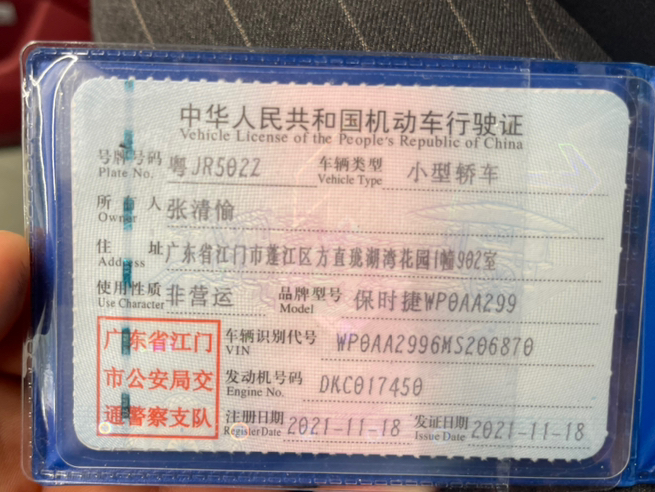 中华人民共和国机动车行驶证
Vehicle License of the People's Republic of China
号牌号码 粤JR502Z 车辆类型 小型轿车
Plate No. Vehicle Type
所有人 张清愉
Owner
住址 广东省江门市蓬江区方直珑湖湾花园1幢902室
Address
使用性质 非营运 品牌型号 保时捷WP0AA299
Use Character Model
广东省江门
市公安局交
通警察支队
车辆识别代号 WP0AA2996MS206870
VIN
发动机号码 DKC017450
Engine No.
注册日期 2021-11-18 发证日期 2021-11-18
Register Date Issue Date